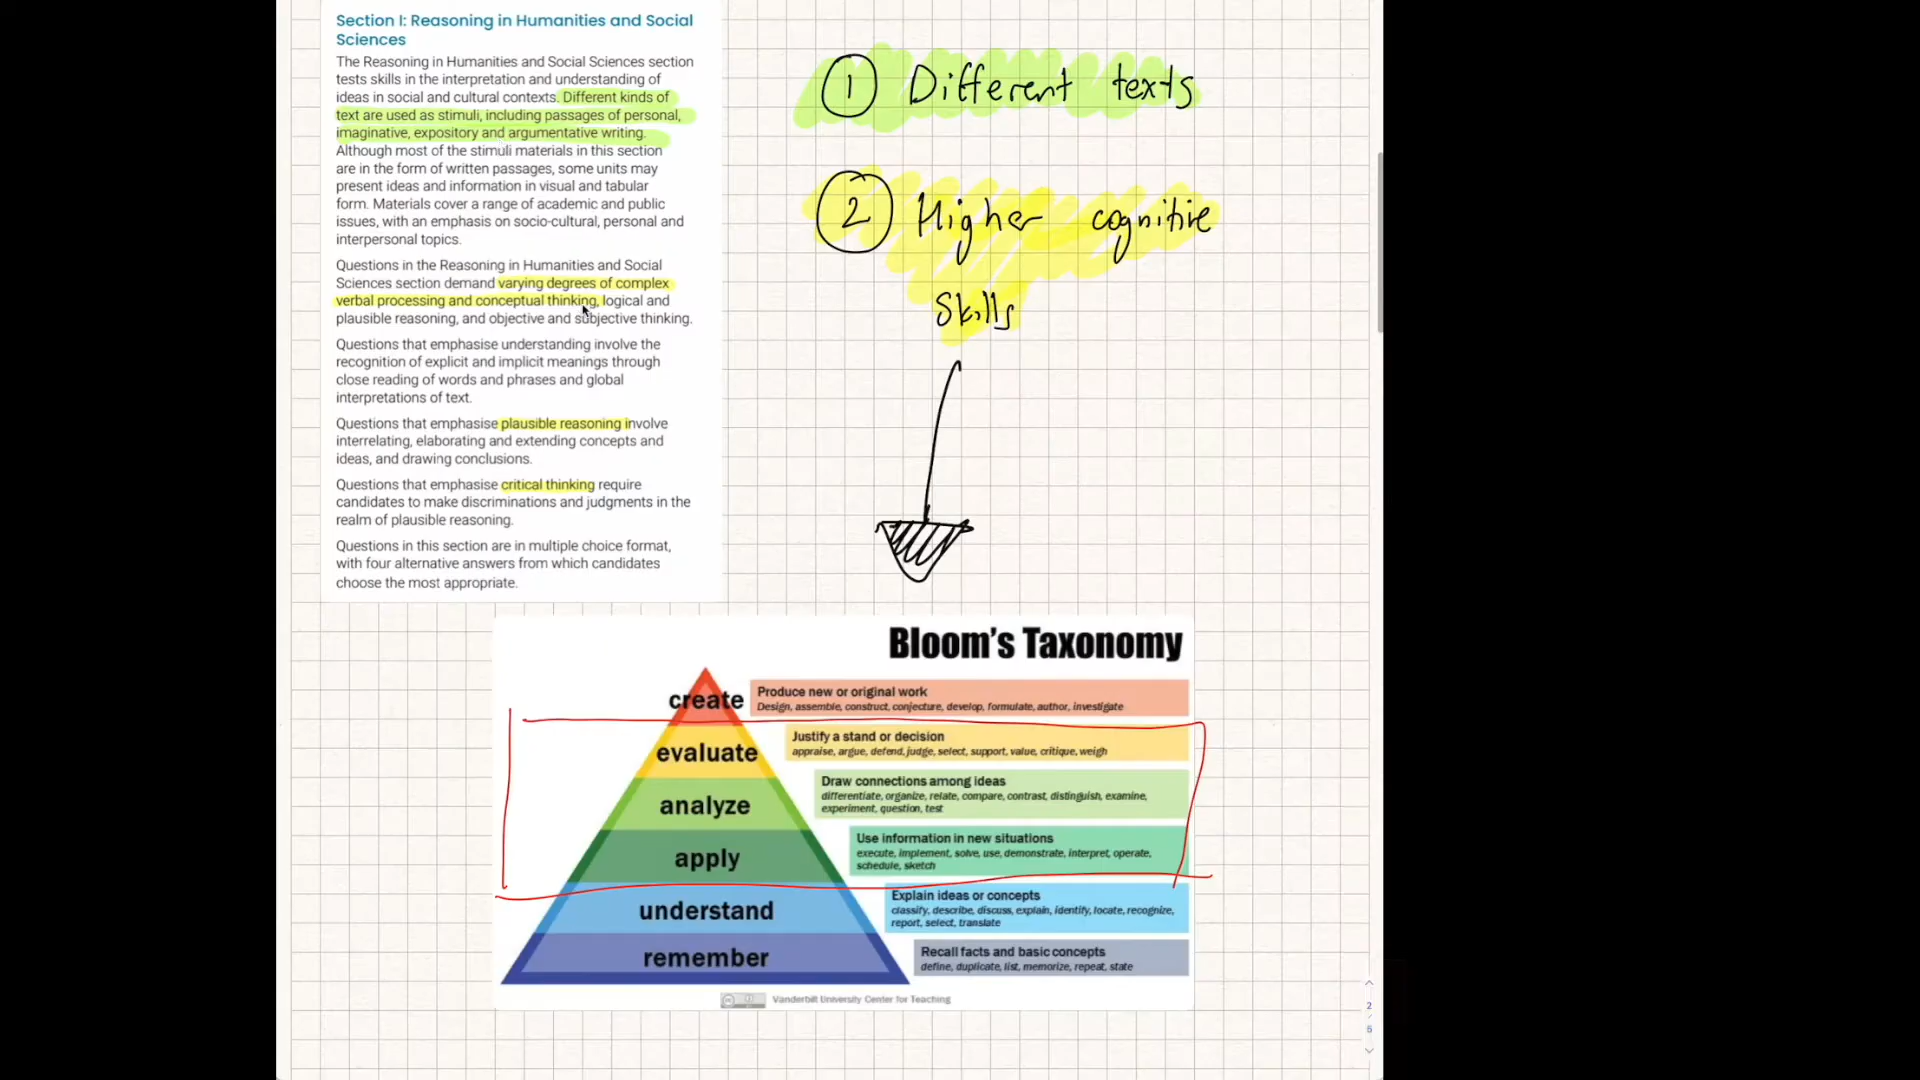 Section I: Reasoning in Humanities and Social
Sciences
The Reasoning in Humanities and Social Sciences section
tests skills in the interpretation and understanding of
ideas in social and cultural contexts. Different kinds of
text are used as stimuli, including passages of personal,
imaginative, expository and argumentative writing.
Although most of the stimuli materials in this section
are in the form of written passages, some units may
present ideas and information in visual and tabular
form. Materials cover a range of academic and public
issues, with an emphasis on socio-cultural, personal and
interpersonal topics.
Questions in the Reasoning in Humanities and Social
Sciences section demand varying degrees of complex
verbal processing and conceptual thinking, logical and
plausible reasoning, and objective and subjective thinking.
Questions that emphasise understanding involve the
recognition of explicit and implicit meanings through
close reading of words and phrases and global
interpretations of text.
Questions that emphasise plausible reasoning involve
interrelating, elaborating and extending concepts and
ideas, and drawing conclusions.
Questions that emphasise critical thinking require
candidates to make discriminations and judgments in the
realm of plausible reasoning.
Questions in this section are in multiple choice format,
with four alternative answers from which candidates
choose the most appropriate.
1 Different texts
2 Higher cognitive
Skills
Bloom's Taxonomy
create
Produce new or original work
Design, assemble, construct, conjecture, develop, formulate, author, investigate
evaluate
Justify a stand or decision
appraise, argue, defend, judge, select, support, value, critique, weigh
analyze
Draw connections among ideas
differentiate, organize, relate, compare, contrast, distinguish, examine,
experiment, question, test
apply
Use information in new situations
execute, implement, solve, use, demonstrate, interpret, operate,
schedule, sketch
understand
Explain ideas or concepts
classify, describe, discuss, explain, identify, locate, recognize,
report, select, translate
remember
Recall facts and basic concepts
define, duplicate, list, memorize, repeat, state
Vanderbilt University Center for Teaching
2
/
6